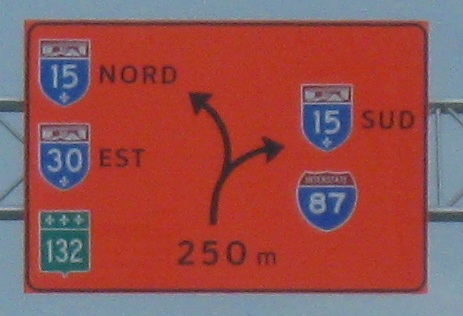 15 NORD
30 EST
132
15 SUD
INTERSTATE
87
250 m